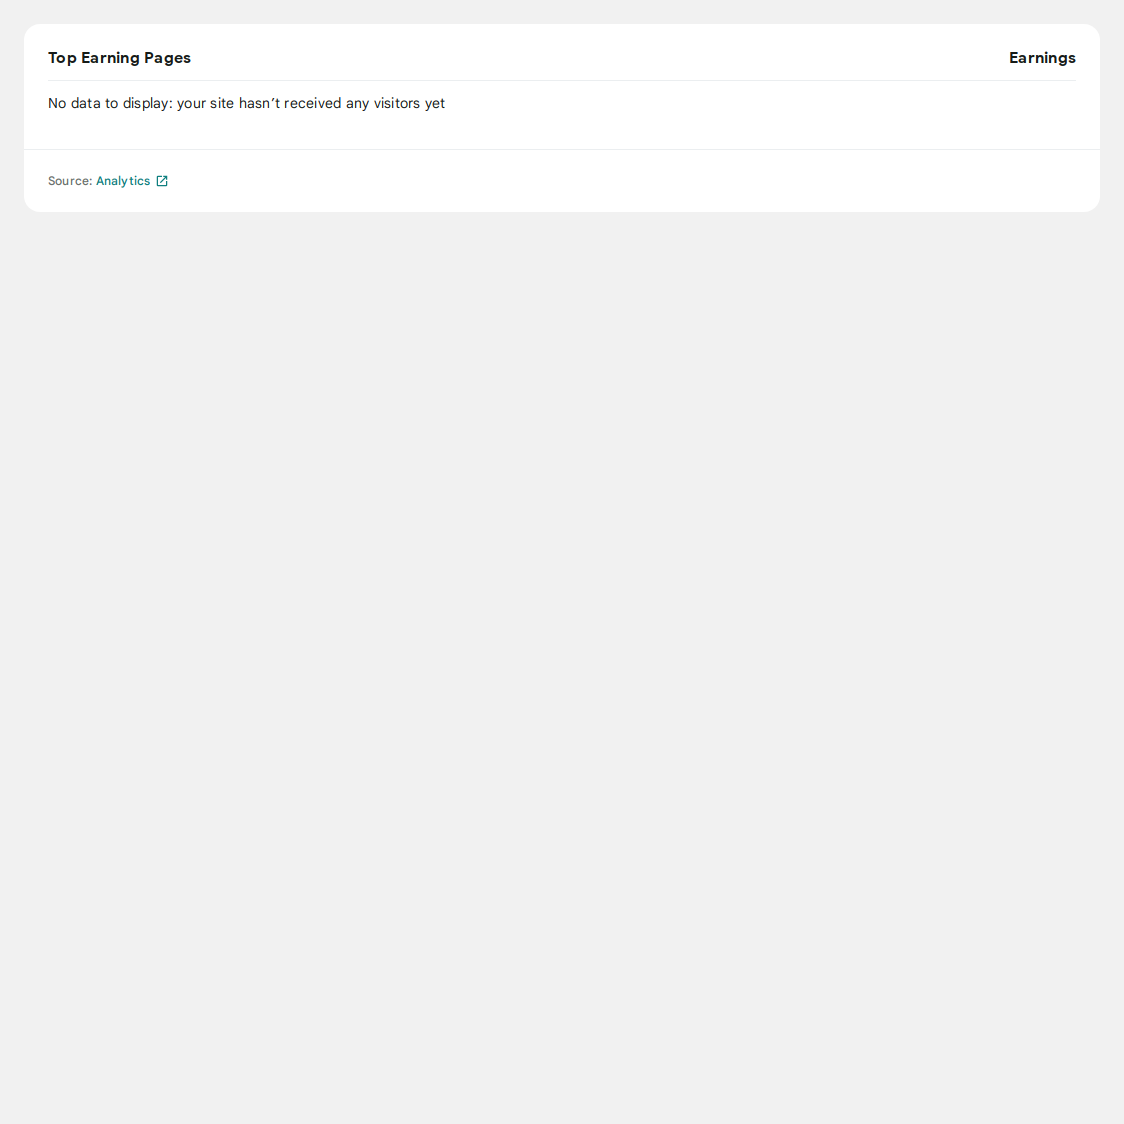 Top Earning Pages Earnings
No data to display: your site hasn’t received any visitors yet
Source: Analytics